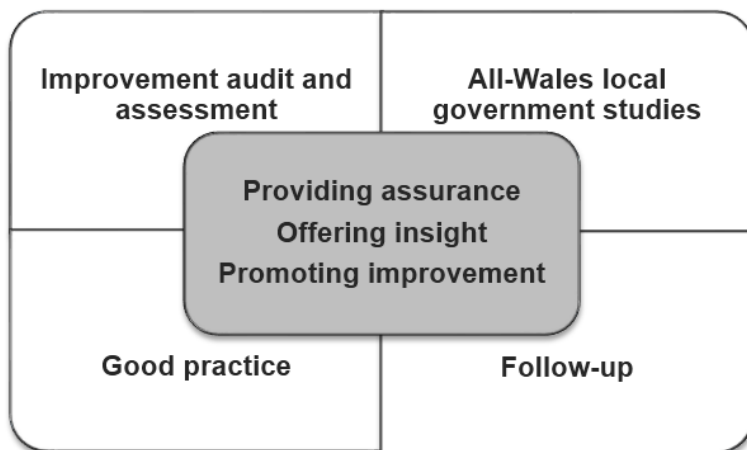 Improvement audit and
assessment
All-Wales local
government studies
Providing assurance
Offering insight
Promoting improvement
Good practice
Follow-up